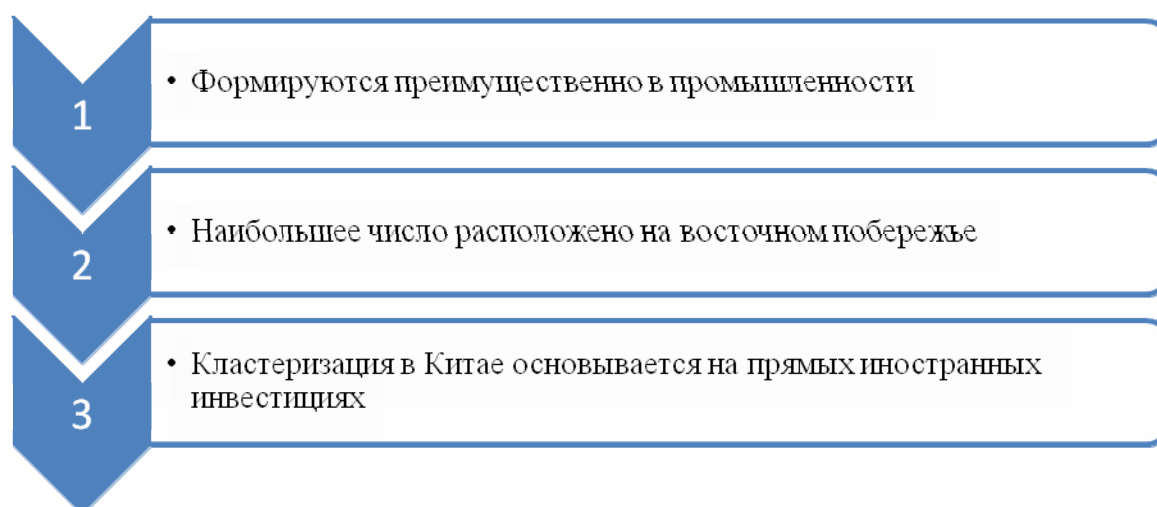 1
• Формируются преимущественно в промышленности
2
• Наибольшее число расположено на восточном побережье
3
• Кластеризация в Китае основывается на прямых иностранных
инвестициях